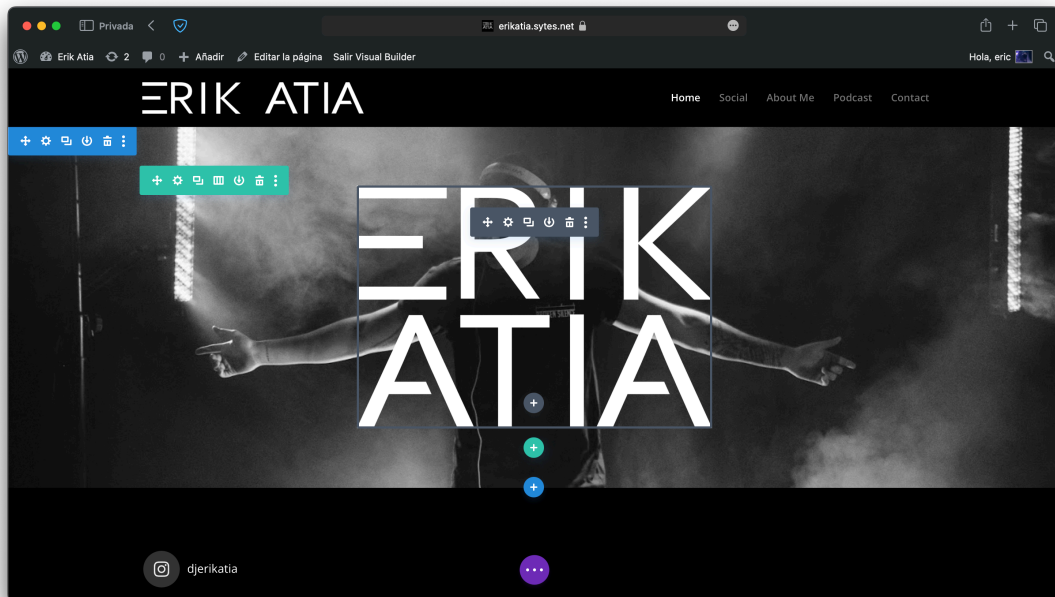 Privada
erikatia.sytes.net
Erik Atia 2 0 Añadir Editar la página Salir Visual Builder Hola, eric
ERIK ATIA
Home Social About Me Podcast Contact
ERIK
ATIA
djerikatia